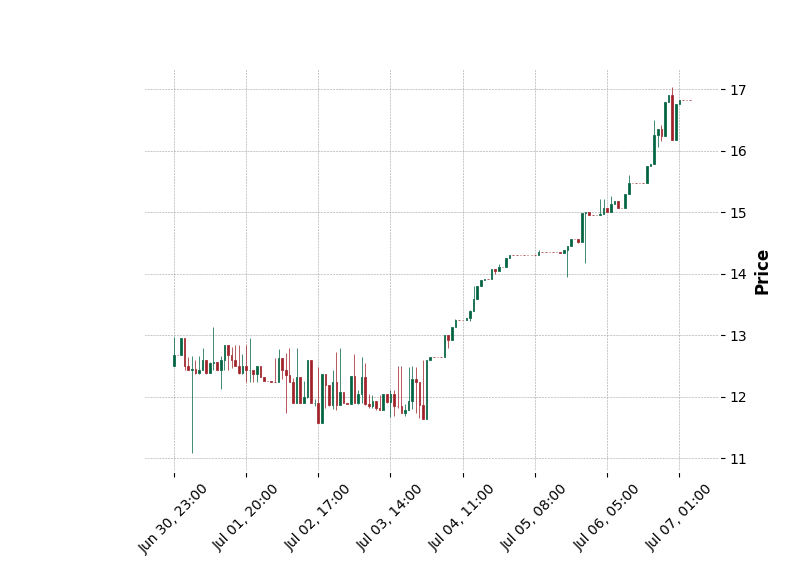 17
16
15
14
13
12
11
Price
Jun 30, 23:00
Jul 01, 20:00
Jul 02, 17:00
Jul 03, 14:00
Jul 04, 11:00
Jul 05, 08:00
Jul 06, 05:00
Jul 07, 01:00